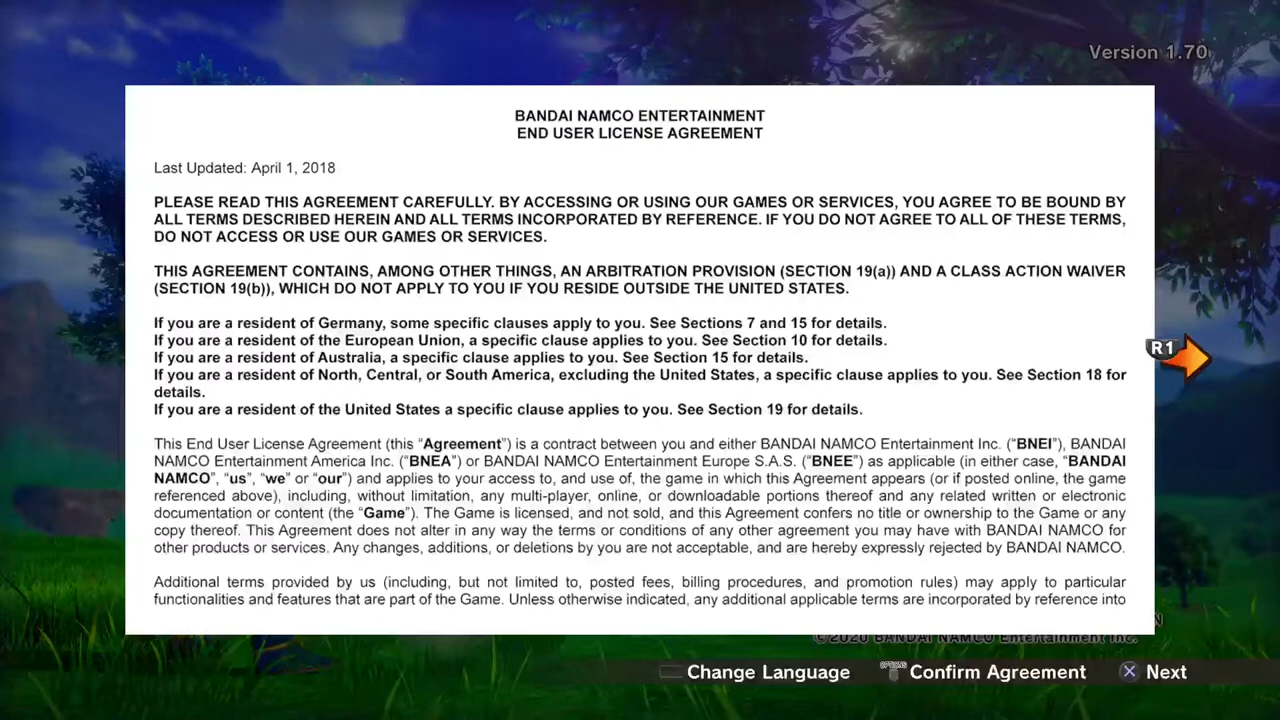 Version 1.70
BANDAI NAMCO ENTERTAINMENT
END USER LICENSE AGREEMENT
Last Updated: April 1, 2018
PLEASE READ THIS AGREEMENT CAREFULLY. BY ACCESSING OR USING OUR GAMES OR SERVICES, YOU AGREE TO BE BOUND BY
ALL TERMS DESCRIBED HEREIN AND ALL TERMS INCORPORATED BY REFERENCE. IF YOU DO NOT AGREE TO ALL OF THESE TERMS,
DO NOT ACCESS OR USE OUR GAMES OR SERVICES.
THIS AGREEMENT CONTAINS, AMONG OTHER THINGS, AN ARBITRATION PROVISION (SECTION 19(a)) AND A CLASS ACTION WAIVER
(SECTION 19(b)), WHICH DO NOT APPLY TO YOU IF YOU RESIDE OUTSIDE THE UNITED STATES.
If you are a resident of Germany, some specific clauses apply to you. See Sections 7 and 15 for details.
If you are a resident of the European Union, a specific clause applies to you. See Section 10 for details.
If you are a resident of Australia, a specific clause applies to you. See Section 15 for details.
If you are a resident of North, Central, or South America, excluding the United States, a specific clause applies to you. See Section 18 for
details.
If you are a resident of the United States a specific clause applies to you. See Section 19 for details.
R1
This End User License Agreement (this “Agreement”) is a contract between you and either BANDAI NAMCO Entertainment Inc. (“BNEI”), BANDAI
NAMCO Entertainment America Inc. (“BNEA”) or BANDAI NAMCO Entertainment Europe S.A.S. (“BNEE”) as applicable (in either case, “BANDAI
NAMCO”, “us”, “we” or “our”) and applies to your access to, and use of, the game in which this Agreement appears (or if posted online, the game
referenced above), including, without limitation, any multi-player, online, or downloadable portions thereof and any related written or electronic
documentation or content (the “Game”). The Game is licensed, and not sold, and this Agreement confers no title or ownership to the Game or any
copy thereof. This Agreement does not alter in any way the terms or conditions of any other agreement you may have with BANDAI NAMCO for
other products or services. Any changes, additions, or deletions by you are not acceptable, and are hereby expressly rejected by BANDAI NAMCO.
Additional terms provided by us (including, but not limited to, posted fees, billing procedures, and promotion rules) may apply to particular
functionalities and features that are part of the Game. Unless otherwise indicated, any additional applicable terms are incorporated by reference into
©2020 BANDAI NAMCO Entertainment Inc.
Change Language
OPTIONS Confirm Agreement
Next